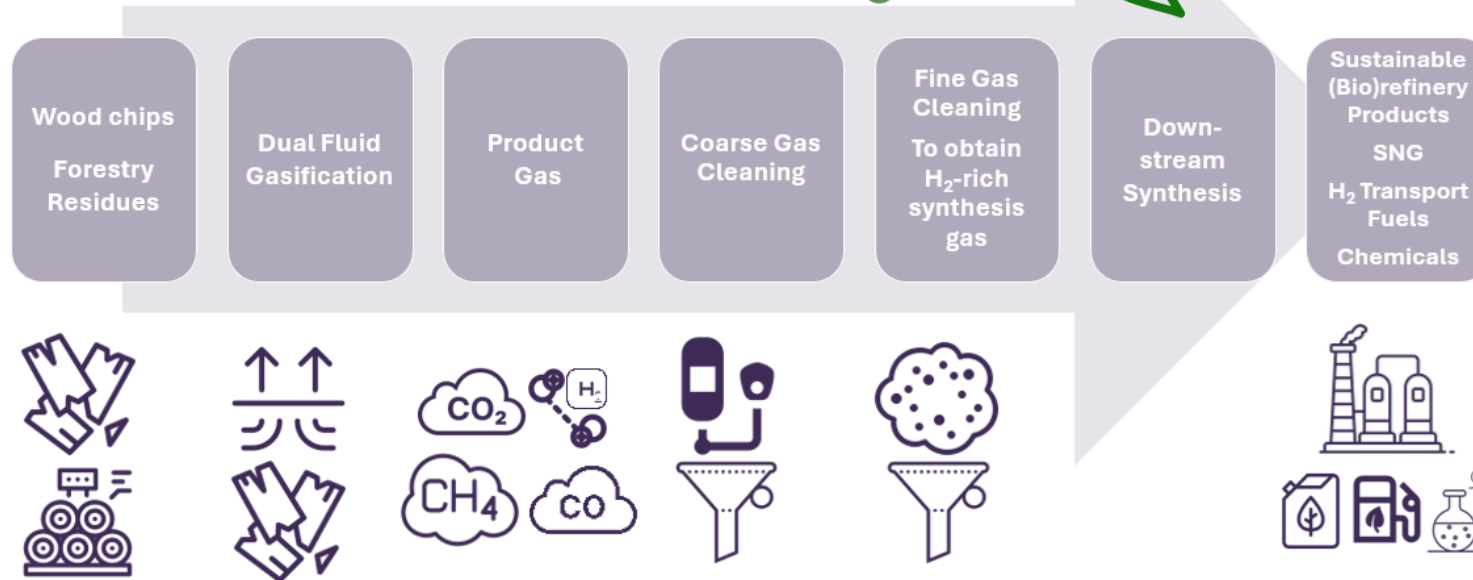 Wood chips
Forestry
Residues
Dual Fluid
Gasification
Product
Gas
Coarse Gas
Cleaning
Fine Gas
Cleaning
To obtain
H₂-rich
synthesis
gas
Down-
stream
Synthesis
Sustainable
(Bio)refinery
Products
SNG
H₂ Transport
Fuels
Chemicals
CO₂
H₂
CH₄
CO